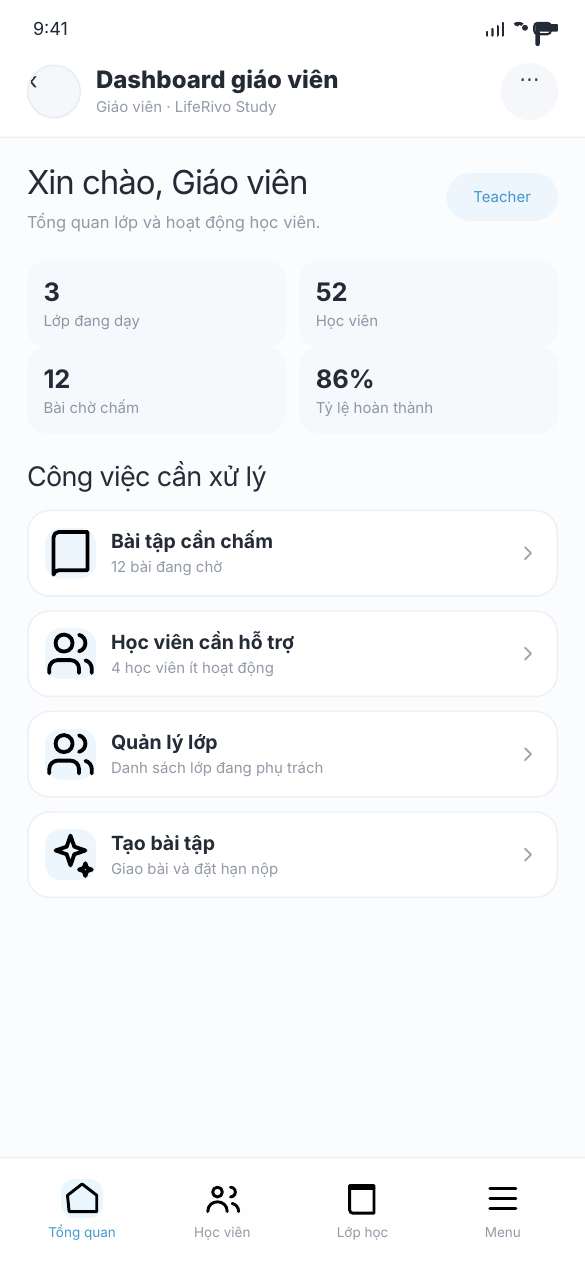 9:41
Dashboard giáo viên
Giáo viên · LifeRivo Study
...
Xin chào, Giáo viên
Teacher
Tổng quan lớp và hoạt động học viên.
3
Lớp đang dạy
52
Học viên
12
Bài chờ chấm
86%
Tỷ lệ hoàn thành
Công việc cần xử lý
Bài tập cần chấm
12 bài đang chờ
Học viên cần hỗ trợ
4 học viên ít hoạt động
Quản lý lớp
Danh sách lớp đang phụ trách
Tạo bài tập
Giao bài và đặt hạn nộp
Tổng quan
Học viên
Lớp học
Menu